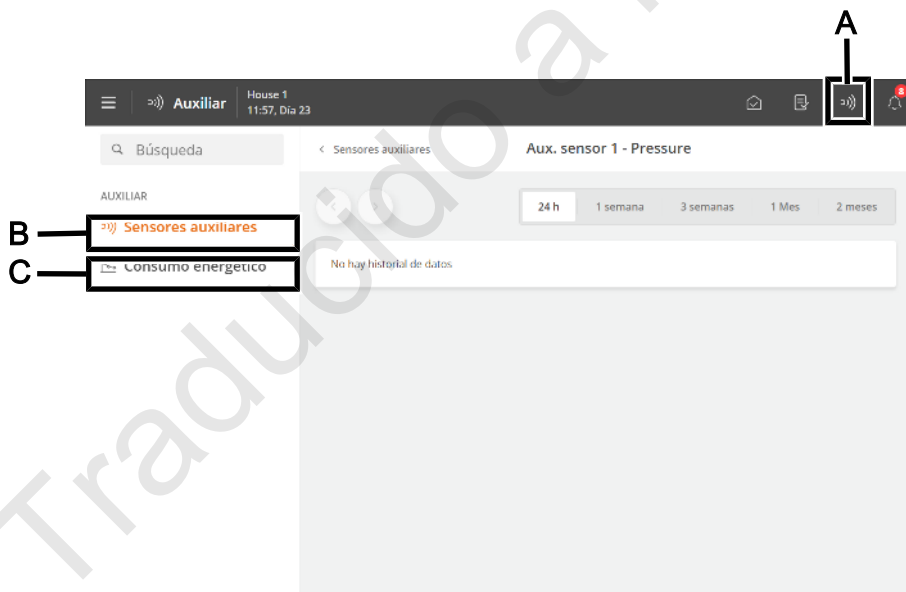 A
Auxiliar
House 1
11:57, Día 23
8
Búsqueda
Sensores auxiliares
Aux. sensor 1 - Pressure
AUXILIAR
24 h 1 semana 3 semanas 1 Mes 2 meses
B
Sensores auxiliares
C
Consumo energético
No hay historial de datos
Traducido a